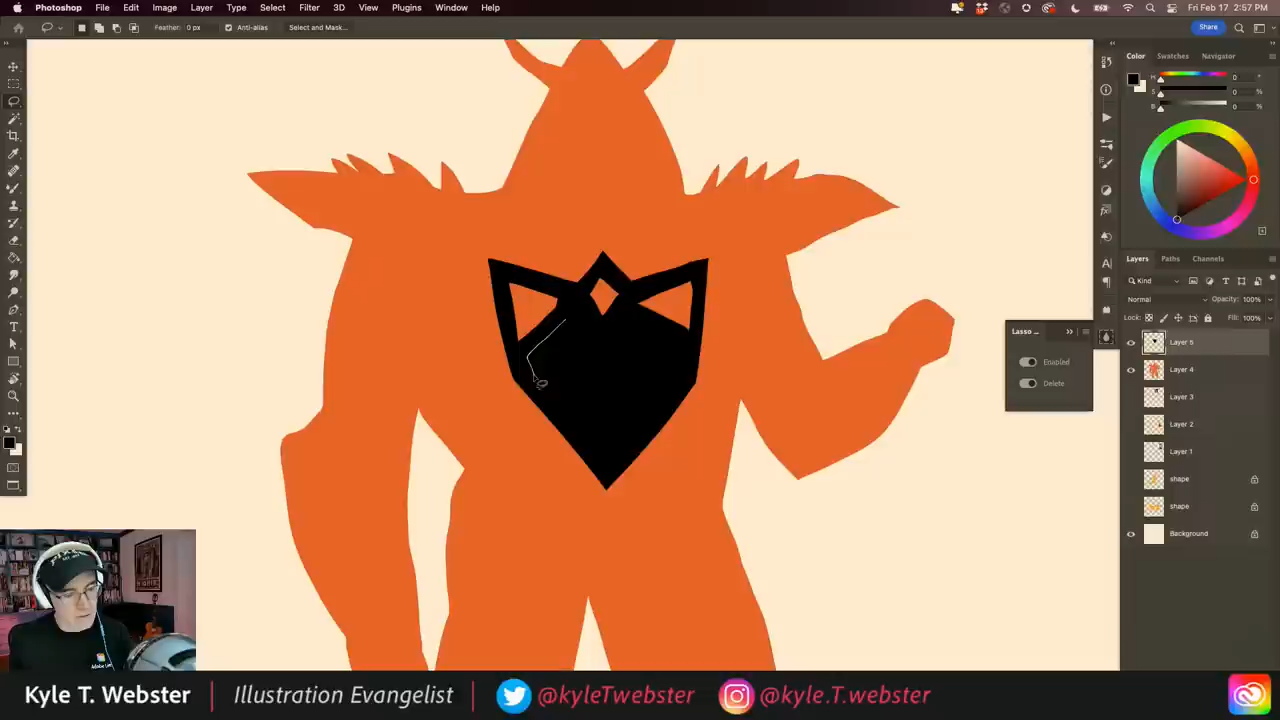 Photoshop File Edit Image Layer Type Select Filter 3D View Plugins Window Help Fri Feb 17 2:57 PM
Feather: 0 px Anti-alias Select and Mask... Share
Color Swatches Navigator
H 0 °
S 0 %
B 0 %
Layers Paths Channels
Kind
Normal Opacity: 100%
Lock: Fill: 100%
Lasso ...
Enabled
Delete
Layer 5
Layer 4
Layer 3
Layer 2
Layer 1
shape
shape
Background
Kyle T. Webster | Illustration Evangelist | @kyleTwebster @kyle.T.webster